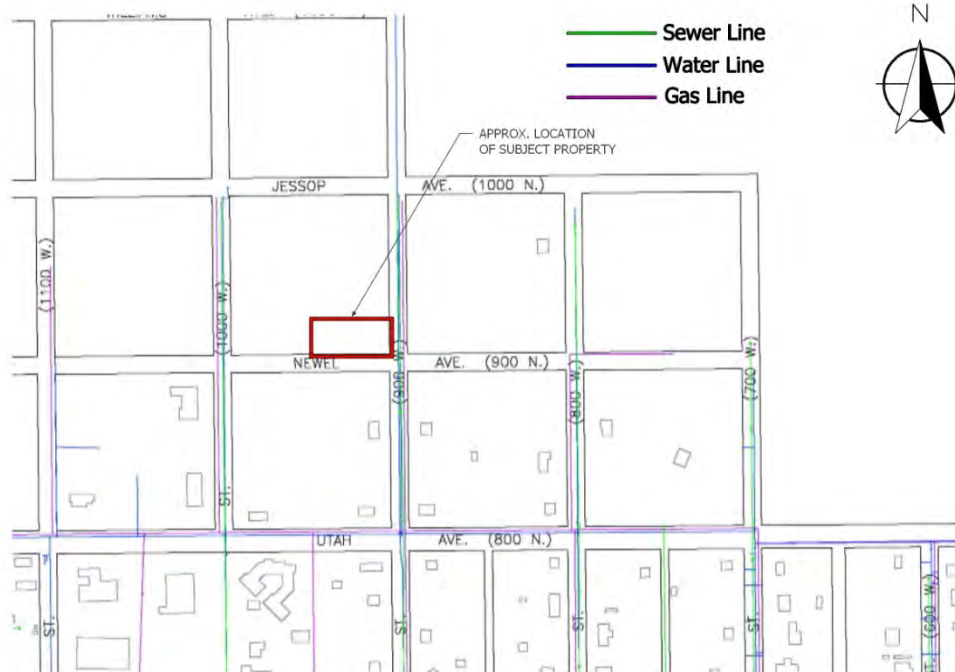 N
Sewer Line
Water Line
Gas Line
APPROX. LOCATION
OF SUBJECT PROPERTY
JESSOP AVE. (1000 N.)
(1100 W.)
(1000 W.)
NEWEL AVE. (900 N.)
(900 W.)
(800 W.)
(700 W.)
ST.
UTAH AVE. (800 N.)
ST.
ST.
ST.
ST.
(600 W.)